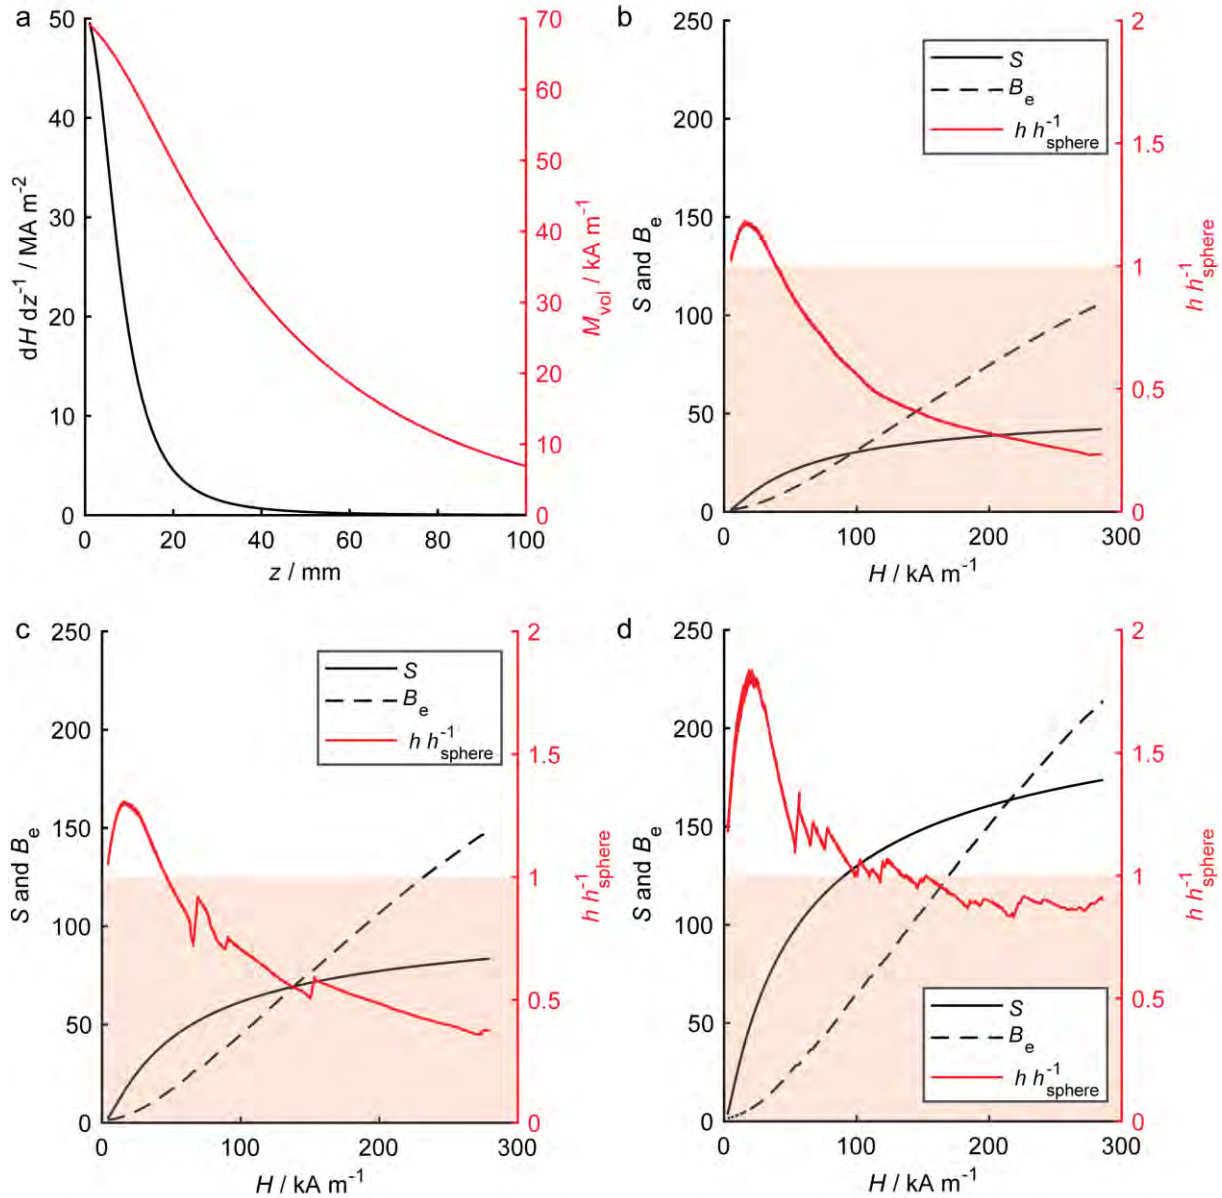 a
50
40
30
20
10
0
dH dz⁻¹ / MA m⁻²
70
60
50
40
30
20
10
0
M_vol / kA m⁻¹
0 20 40 60 80 100
z / mm
b
250
200
150
100
50
0
S and B_e
S
B_e
h h⁻¹_sphere
2
1.5
1
0.5
0
h h⁻¹_sphere
0 100 200 300
H / kA m⁻¹
c
250
200
150
100
50
0
S and B_e
S
B_e
h h⁻¹_sphere
2
1.5
1
0.5
0
h h⁻¹_sphere
0 100 200 300
H / kA m⁻¹
d
250
200
150
100
50
0
S and B_e
S
B_e
h h⁻¹_sphere
2
1.5
1
0.5
0
h h⁻¹_sphere
0 100 200 300
H / kA m⁻¹